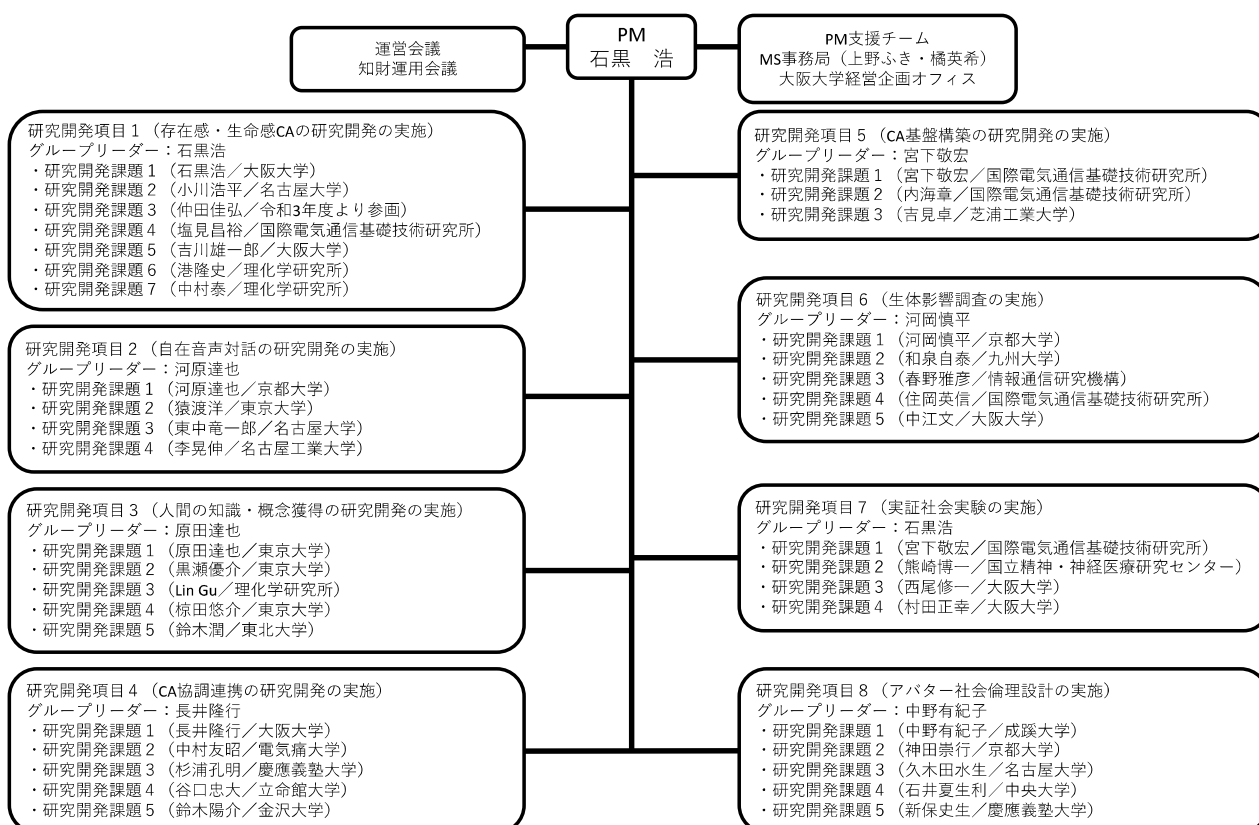 運営会議
知財運用会議
PM
石黒　浩
PM支援チーム
MS事務局（上野ふき・橘英希）
大阪大学経営企画オフィス
研究開発項目１（存在感・生命感CAの研究開発の実施）
グループリーダー：石黒浩
・研究開発課題１（石黒浩／大阪大学）
・研究開発課題２（小川浩平／名古屋大学）
・研究開発課題３（仲田佳弘／令和3年度より参画）
・研究開発課題４（塩見昌裕／国際電気通信基礎技術研究所）
・研究開発課題５（吉川雄一郎／大阪大学）
・研究開発課題６（港隆史／理化学研究所）
・研究開発課題７（中村泰／理化学研究所）
研究開発項目２（自在音声対話の研究開発の実施）
グループリーダー：河原達也
・研究開発課題１（河原達也／京都大学）
・研究開発課題２（猿渡洋／東京大学）
・研究開発課題３（東中竜一郎／名古屋大学）
・研究開発課題４（李晃伸／名古屋工業大学）
研究開発項目３（人間の知識・概念獲得の研究開発の実施）
グループリーダー：原田達也
・研究開発課題１（原田達也／東京大学）
・研究開発課題２（黒瀬優介／東京大学）
・研究開発課題３（Lin Gu／理化学研究所）
・研究開発課題４（椋田悠介／東京大学）
・研究開発課題５（鈴木潤／東北大学）
研究開発項目４（CA協調連携の研究開発の実施）
グループリーダー：長井隆行
・研究開発課題１（長井隆行／大阪大学）
・研究開発課題２（中村友昭／電気痛大学）
・研究開発課題３（杉浦孔明／慶應義塾大学）
・研究開発課題４（谷口忠大／立命館大学）
・研究開発課題５（鈴木陽介／金沢大学）
研究開発項目５（CA基盤構築の研究開発の実施）
グループリーダー：宮下敬宏
・研究開発課題１（宮下敬宏／国際電気通信基礎技術研究所）
・研究開発課題２（内海章／国際電気通信基礎技術研究所）
・研究開発課題３（吉見卓／芝浦工業大学）
研究開発項目６（生体影響調査の実施）
グループリーダー：河岡慎平
・研究開発課題１（河岡慎平／京都大学）
・研究開発課題２（和泉自泰／九州大学）
・研究開発課題３（春野雅彦／情報通信研究機構）
・研究開発課題４（住岡英信／国際電気通信基礎技術研究所）
・研究開発課題５（中江文／大阪大学）
研究開発項目７（実証社会実験の実施）
グループリーダー：石黒浩
・研究開発課題１（宮下敬宏／国際電気通信基礎技術研究所）
・研究開発課題２（熊崎博一／国立精神・神経医療研究センター）
・研究開発課題３（西尾修一／大阪大学）
・研究開発課題４（村田正幸／大阪大学）
研究開発項目８（アバター社会倫理設計の実施）
グループリーダー：中野有紀子
・研究開発課題１（中野有紀子／成蹊大学）
・研究開発課題２（神田崇行／京都大学）
・研究開発課題３（久木田水生／名古屋大学）
・研究開発課題４（石井夏生利／中央大学）
・研究開発課題５（新保史生／慶應義塾大学）